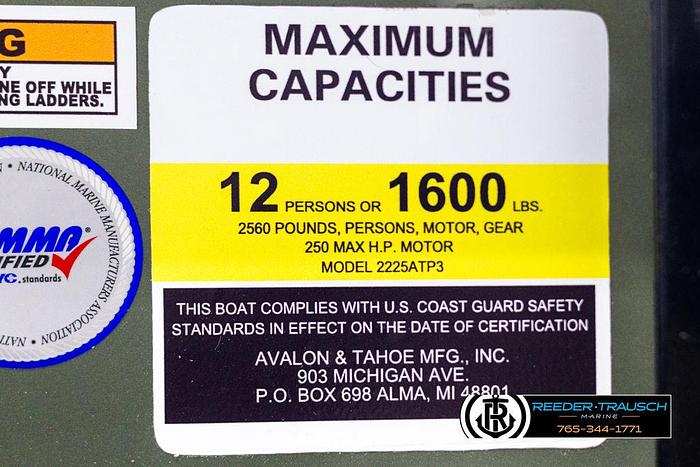 G
Y
NE OFF WHILE
NG LADDERS.
NATIONAL MARINE MANUFACTURERS ASSOCIATION
MMA®
IFIED
standards
MAXIMUM
CAPACITIES
12 PERSONS OR 1600 LBS.
2560 POUNDS, PERSONS, MOTOR, GEAR
250 MAX H.P. MOTOR
MODEL 2225ATP3
THIS BOAT COMPLIES WITH U.S. COAST GUARD SAFETY
STANDARDS IN EFFECT ON THE DATE OF CERTIFICATION
AVALON & TAHOE MFG., INC.
903 MICHIGAN AVE.
P.O. BOX 698 ALMA, MI 48801
REEDER·TRAUSCH
MARINE
765-344-1771